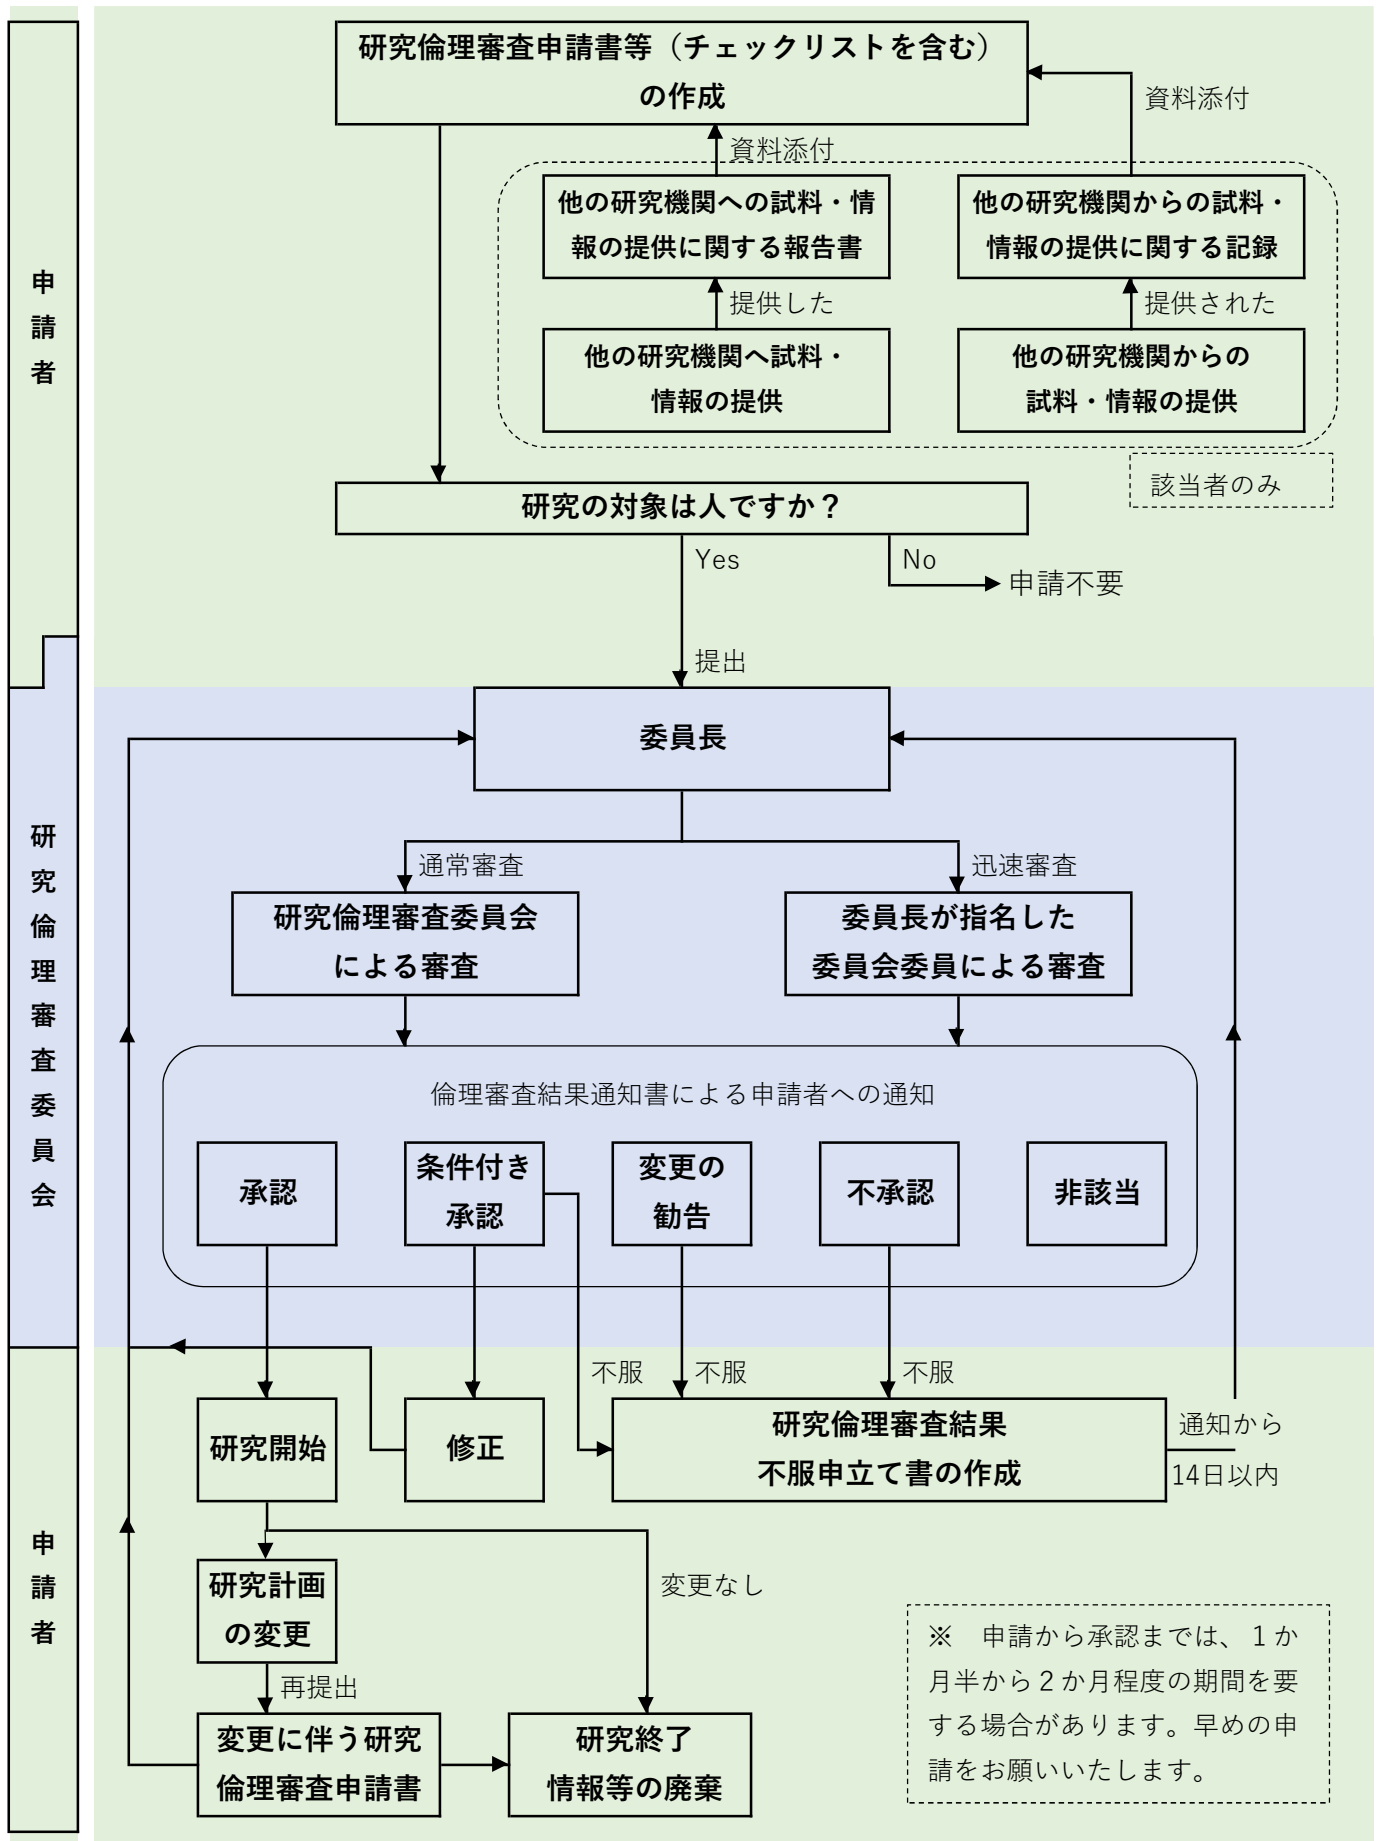 申
請
者
研究倫理審査申請書等（チェックリストを含む）
の作成
資料添付
資料添付
他の研究機関への試料・情
報の提供に関する報告書
他の研究機関からの試料・
情報の提供に関する記録
提供した
提供された
他の研究機関へ試料・
情報の提供
他の研究機関からの
試料・情報の提供
該当者のみ
研究の対象は人ですか？
Yes
No
申請不要
提出
研
究
倫
理
審
査
委
員
会
委員長
通常審査
迅速審査
研究倫理審査委員会
による審査
委員長が指名した
委員会委員による審査
倫理審査結果通知書による申請者への通知
承認
条件付き
承認
変更の
勧告
不承認
非該当
不服
不服
不服
申
請
者
研究開始
修正
研究倫理審査結果
不服申立て書の作成
通知から
14日以内
研究計画
の変更
変更なし
再提出
変更に伴う研究
倫理審査申請書
研究終了
情報等の廃棄
※　申請から承認までは、１か
月半から２か月程度の期間を要
する場合があります。早めの申
請をお願いいたします。